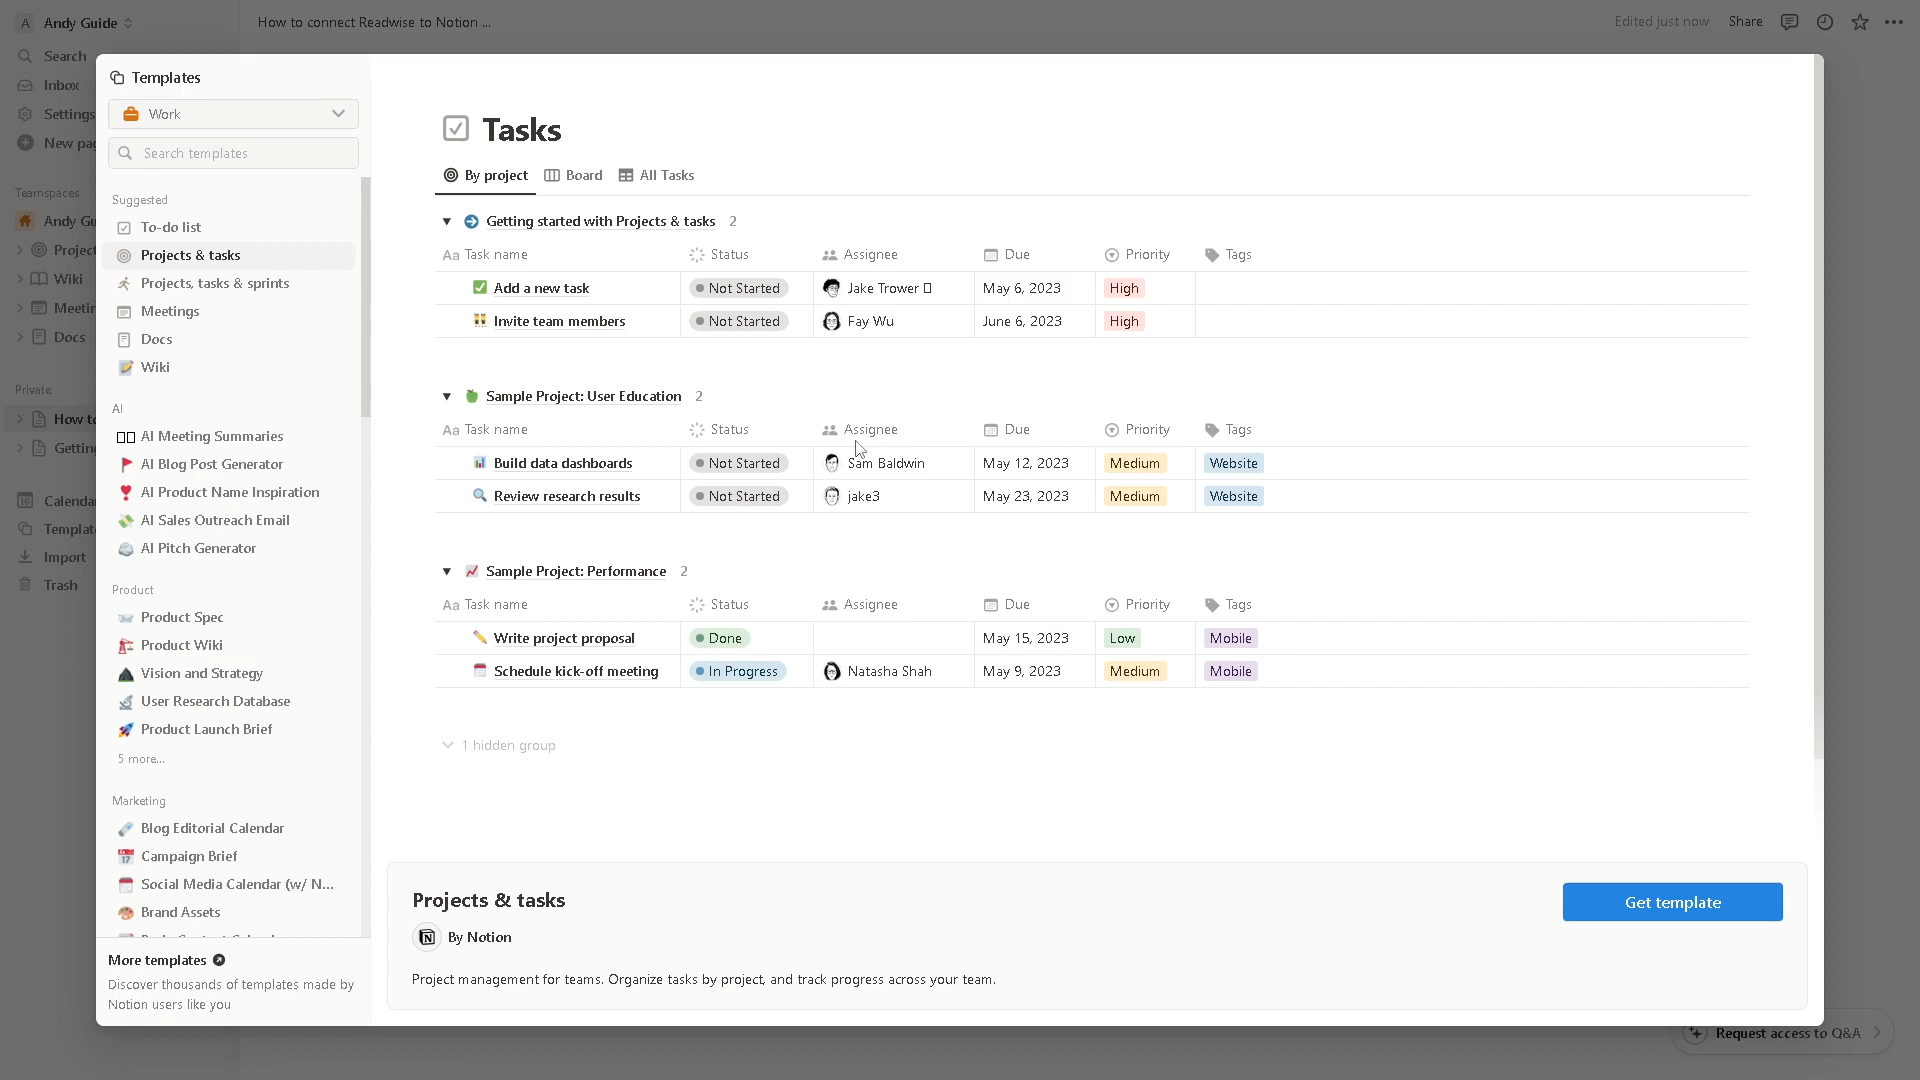 A Andy Guide
How to connect Readwise to Notion ...
Edited just now
Share
Search
Inbox
Settings
New pag
Teamspaces
Andy Gu
Project
Wiki
Meetin
Docs
Private
How to
Getting
Calendar
Templat
Import
Trash
Templates
Work
Search templates
Suggested
To-do list
Projects & tasks
Projects, tasks & sprints
Meetings
Docs
Wiki
AI
AI Meeting Summaries
AI Blog Post Generator
AI Product Name Inspiration
AI Sales Outreach Email
AI Pitch Generator
Product
Product Spec
Product Wiki
Vision and Strategy
User Research Database
Product Launch Brief
5 more...
Marketing
Blog Editorial Calendar
Campaign Brief
Social Media Calendar (w/ N...
Brand Assets
More templates
Discover thousands of templates made by
Notion users like you
Tasks
By project Board All Tasks
Getting started with Projects & tasks 2
Aa Task name Status Assignee Due Priority Tags
Add a new task Not Started Jake Trower May 6, 2023 High
Invite team members Not Started Fay Wu June 6, 2023 High
Sample Project: User Education 2
Aa Task name Status Assignee Due Priority Tags
Build data dashboards Not Started Sam Baldwin May 12, 2023 Medium Website
Review research results Not Started jake3 May 23, 2023 Medium Website
Sample Project: Performance 2
Aa Task name Status Assignee Due Priority Tags
Write project proposal Done May 15, 2023 Low Mobile
Schedule kick-off meeting In Progress Natasha Shah May 9, 2023 Medium Mobile
1 hidden group
Projects & tasks
By Notion
Project management for teams. Organize tasks by project, and track progress across your team.
Get template
Request access to Q&A